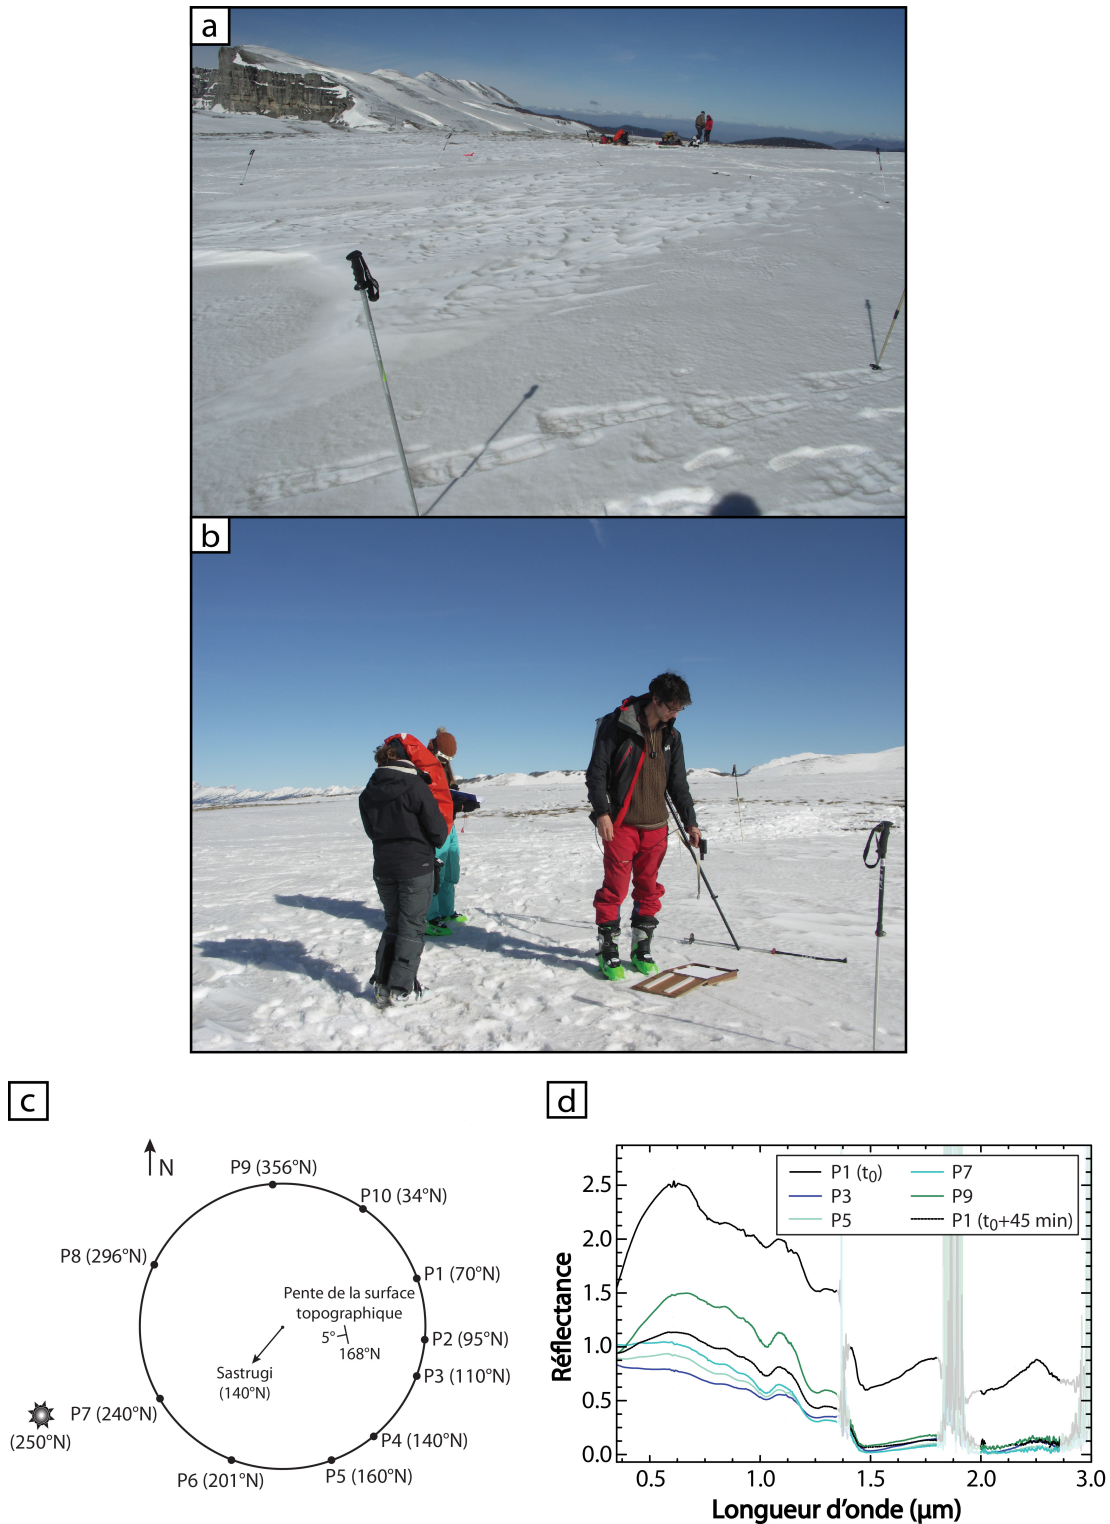 a
b
c
d
N
P9 (356°N)
P10 (34°N)
P8 (296°N)
P1 (70°N)
Pente de la surface
topographique
5°
168°N
P2 (95°N)
Sastrugi
(140°N)
P3 (110°N)
P7 (240°N)
(250°N)
P4 (140°N)
P6 (201°N)
P5 (160°N)
Réflectance
2.5
2.0
1.5
1.0
0.5
0.0
P1 (t0)
P7
P3
P9
P5
P1 (t0+45 min)
0.5 1.0 1.5 2.0 3.0
Longueur d'onde (µm)